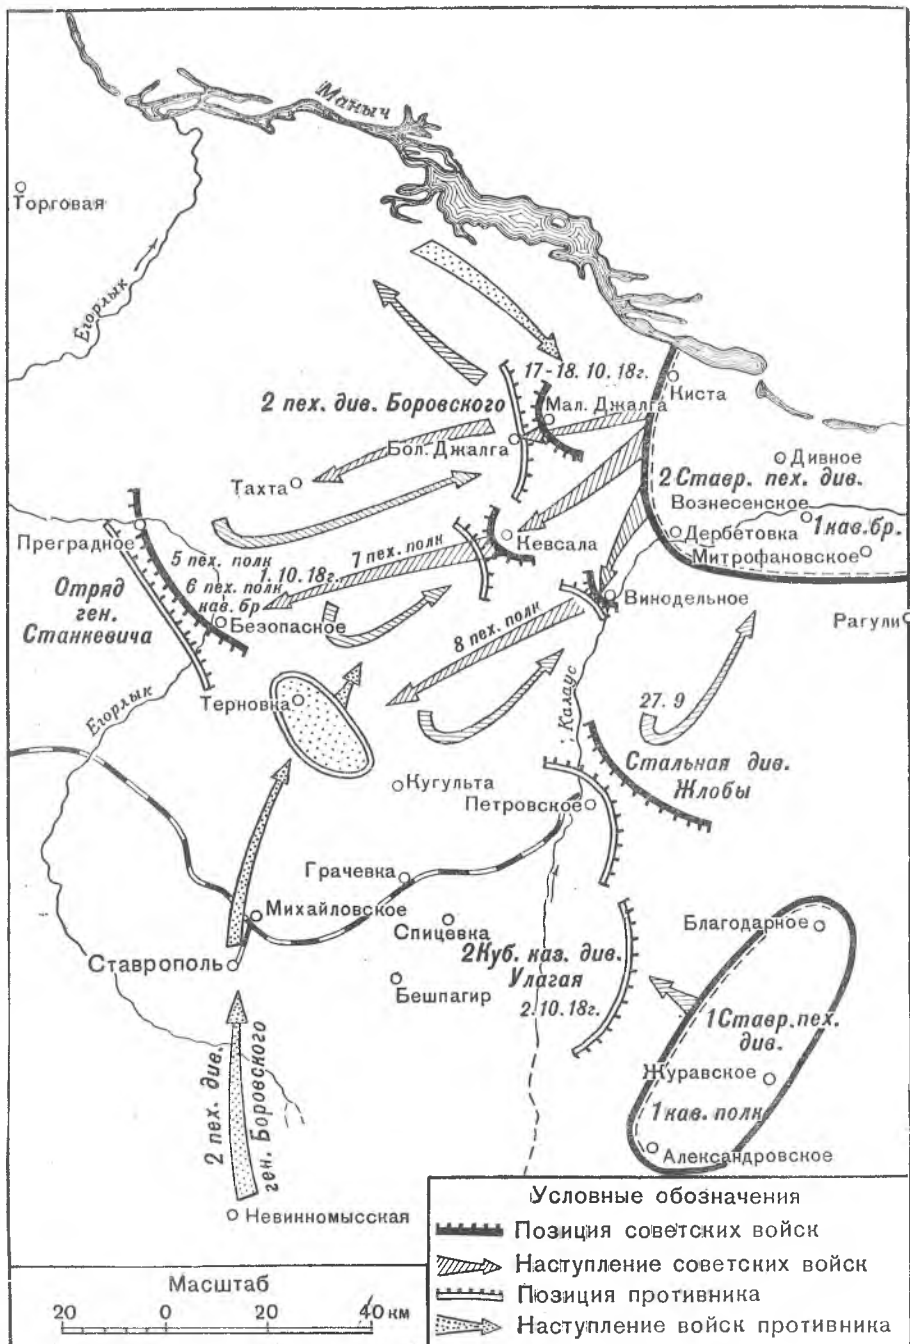 Маныч
Торговая
Егорлык
17-18.10.18г.
Киста
2 пех. див. Боровского
Мал. Джалга
Бол. Джалга
Дивное
2 Ставр. пех. див.
Тахта
Вознесенское
1 кав. бр.
Дербетовка
Преградное
Кевсала
Митрофановское
5 пех. полк
7 пех. полк
1.10.18г.
6 пех. полк
кав. бр
Отряд
ген.
Станкевича
Безопасное
Винодельное
Рагули
8 пех. полк
Егорлык
Терновка
Калаус
27.9
Стальная див.
Жлобы
Кугульта
Петровское
Грачевка
Михайловское
Спицевка
Благодарное
Ставрополь
2 Куб. каз. див.
Улагая
2.10.18г.
Бешпагир
1 Ставр. пех.
див.
Журавское
2 пех. див.
ген. Боровского
1 кав. полк
Александровское
Невинномысская
Условные обозначения
Позиция советских войск
Наступление советских войск
Позиция противника
Наступление войск противника
Масштаб
20 0 20 40 км